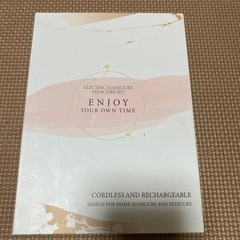 ELECTRIC MANICURE
PEDICURE SET
ENJOY
YOUR OWN TIME
CORDLESS AND RECHARGEABLE
DESIGN FOR HOME MANICURE AND PEDICURE